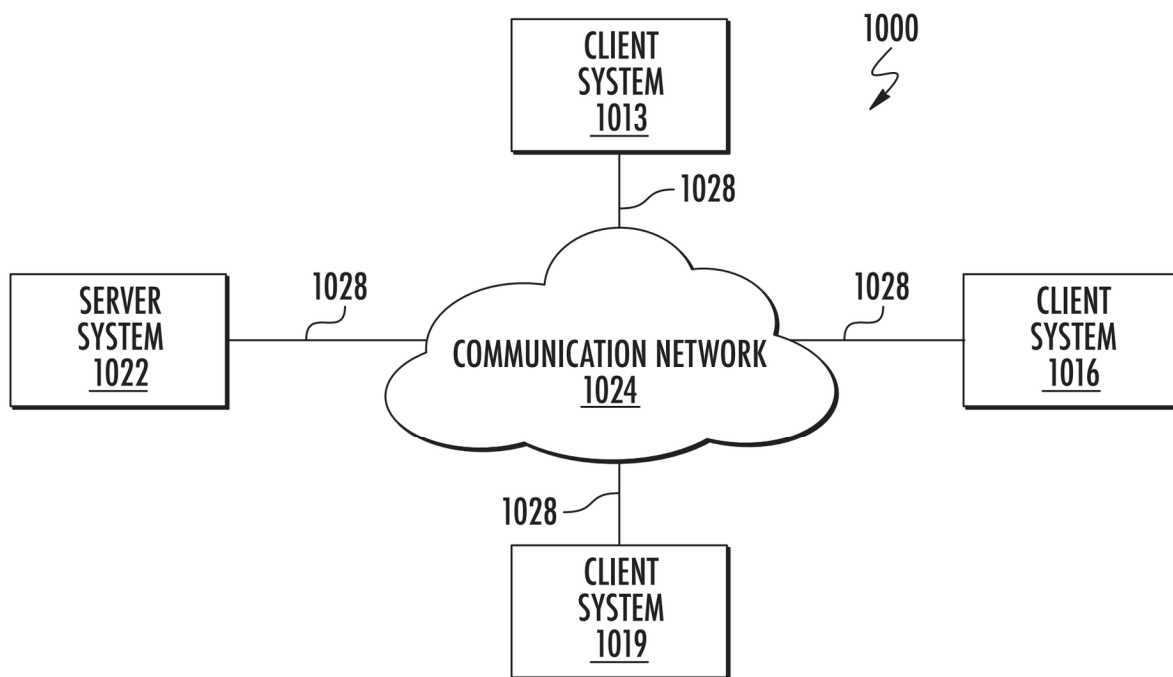 CLIENT
SYSTEM
1013
1000
1028
SERVER
SYSTEM
1022
1028
COMMUNICATION NETWORK
1024
1028
CLIENT
SYSTEM
1016
1028
CLIENT
SYSTEM
1019